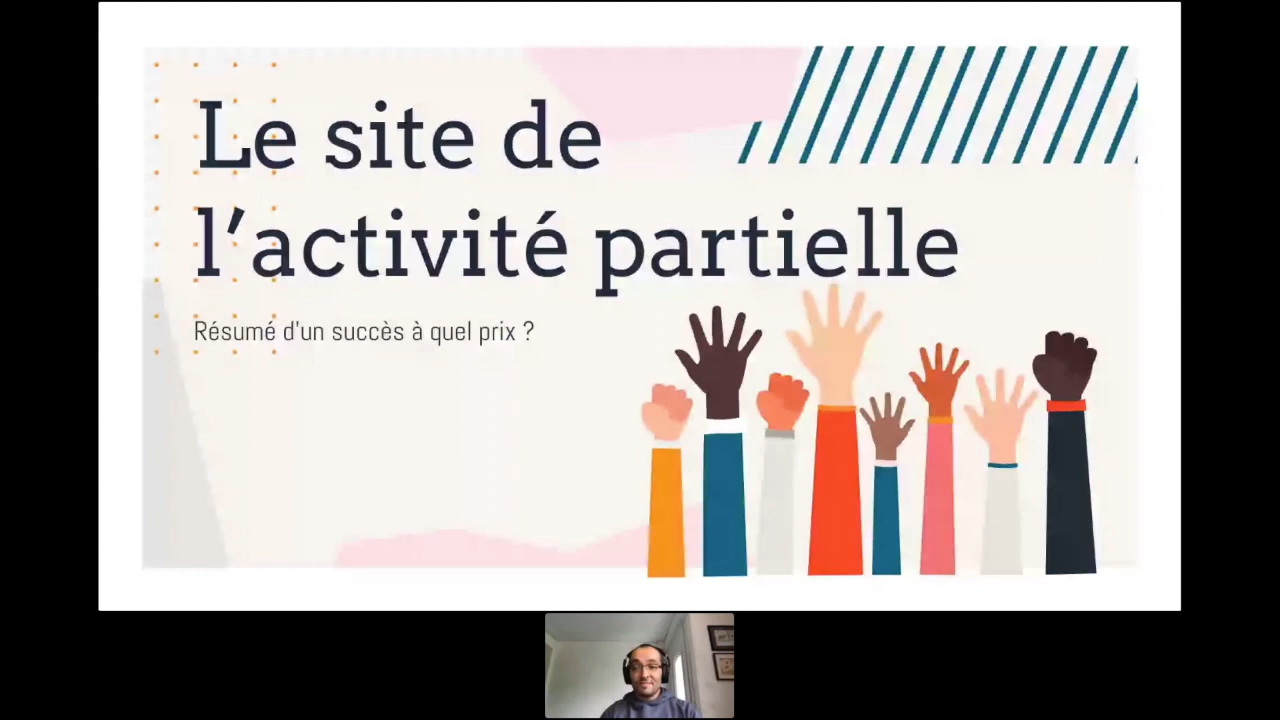 Le site de
l’activité partielle
Résumé d'un succès à quel prix ?